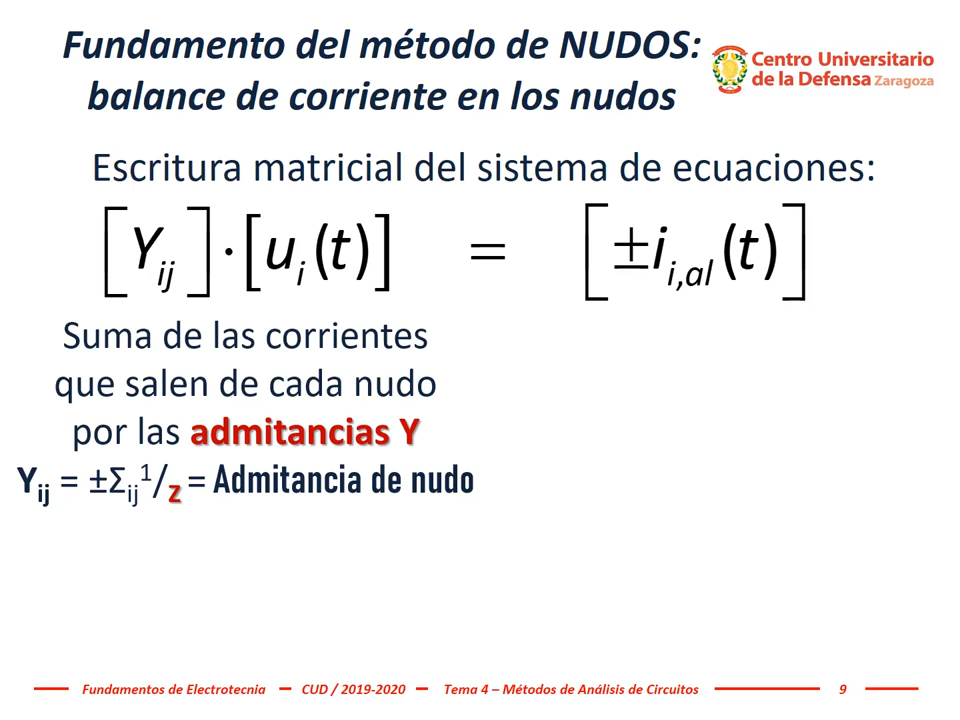 Fundamento del método de NUDOS:
balance de corriente en los nudos
Centro Universitario
de la Defensa Zaragoza
Escritura matricial del sistema de ecuaciones:
[Y_ij] · [u_i(t)] = [±i_i,al(t)]
Suma de las corrientes
que salen de cada nudo
por las admitancias Y
Y_ij = ±Σ_ij ¹/z = Admitancia de nudo
Fundamentos de Electrotecnia – CUD / 2019-2020 – Tema 4 – Métodos de Análisis de Circuitos 9